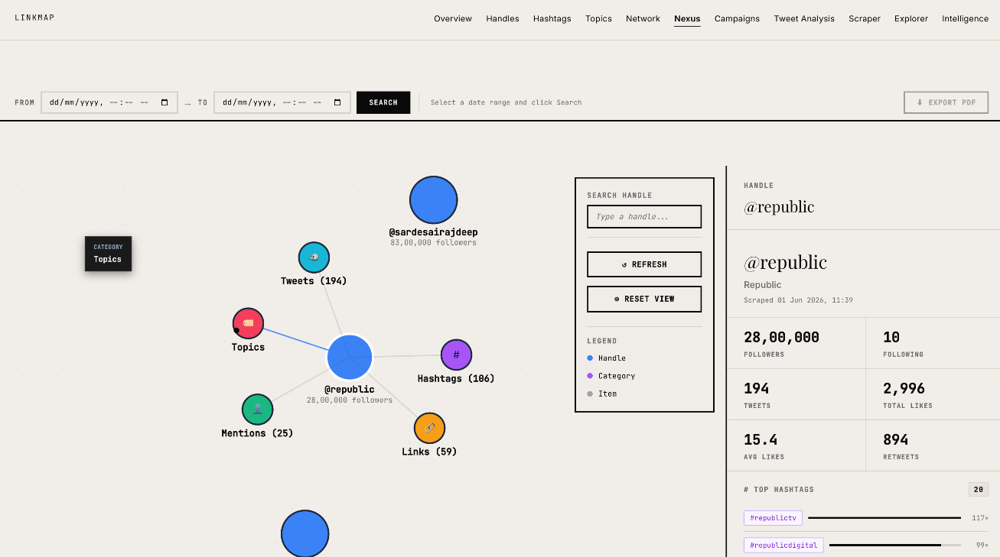 LINKMAP
Overview Handles Hashtags Topics Network Nexus Campaigns Tweet Analysis Scraper Explorer Intelligence
FROM dd/mm/yyyy, --:-- -- → TO dd/mm/yyyy, --:-- -- SEARCH Select a date range and click Search ⬇ EXPORT PDF
@sardesairajdeep
83,00,000 followers
CATEGORY
Topics
Tweets (194)
Topics
#
Hashtags (106)
@republic
28,00,000 followers
Mentions (25)
Links (59)
SEARCH HANDLE
Type a handle...
↺ REFRESH
⊕ RESET VIEW
LEGEND
Handle
Category
Item
HANDLE
@republic
@republic
Republic
Scraped 01 Jun 2026, 11:39
28,00,000
FOLLOWERS
10
FOLLOWING
194
TWEETS
2,996
TOTAL LIKES
15.4
AVG LIKES
894
RETWEETS
# TOP HASHTAGS 20
#republictv 117×
#republicdigital 99×